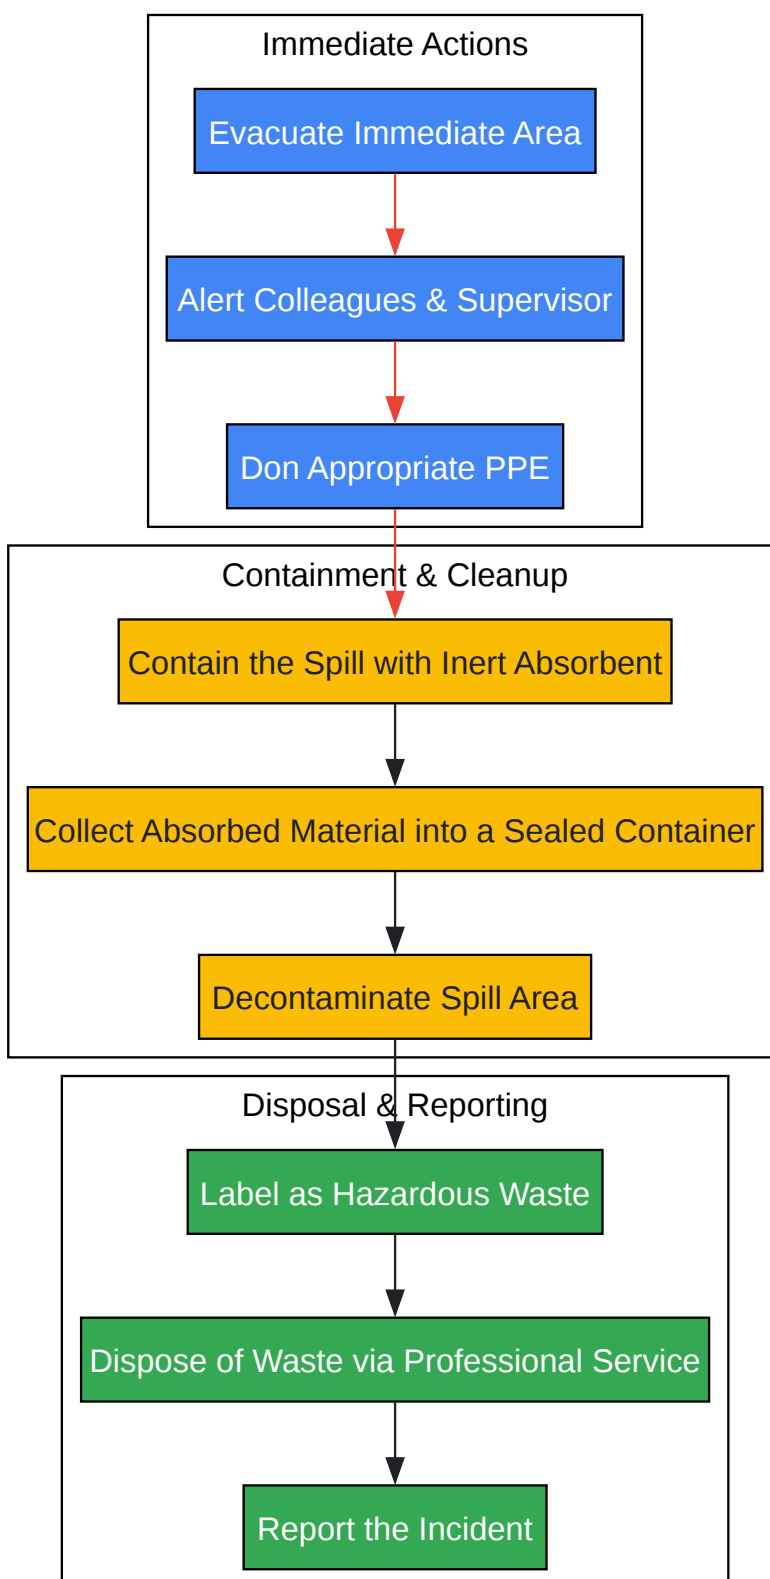 Immediate Actions
Evacuate Immediate Area
Alert Colleagues & Supervisor
Don Appropriate PPE
Containment & Cleanup
Contain the Spill with Inert Absorbent
Collect Absorbed Material into a Sealed Container
Decontaminate Spill Area
Disposal & Reporting
Label as Hazardous Waste
Dispose of Waste via Professional Service
Report the Incident